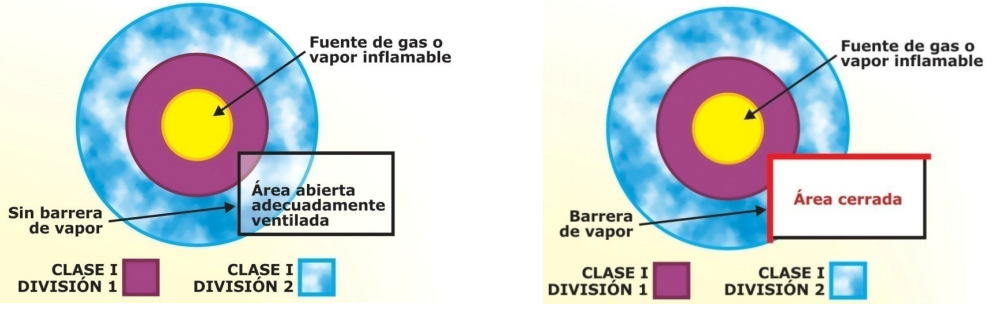 Fuente de gas o
vapor inflamable
Área abierta
adecuadamente
ventilada
Sin barrera
de vapor
CLASE I
DIVISIÓN 1
CLASE I
DIVISIÓN 2
Fuente de gas o
vapor inflamable
Área cerrada
Barrera
de vapor
CLASE I
DIVISIÓN 1
CLASE I
DIVISIÓN 2